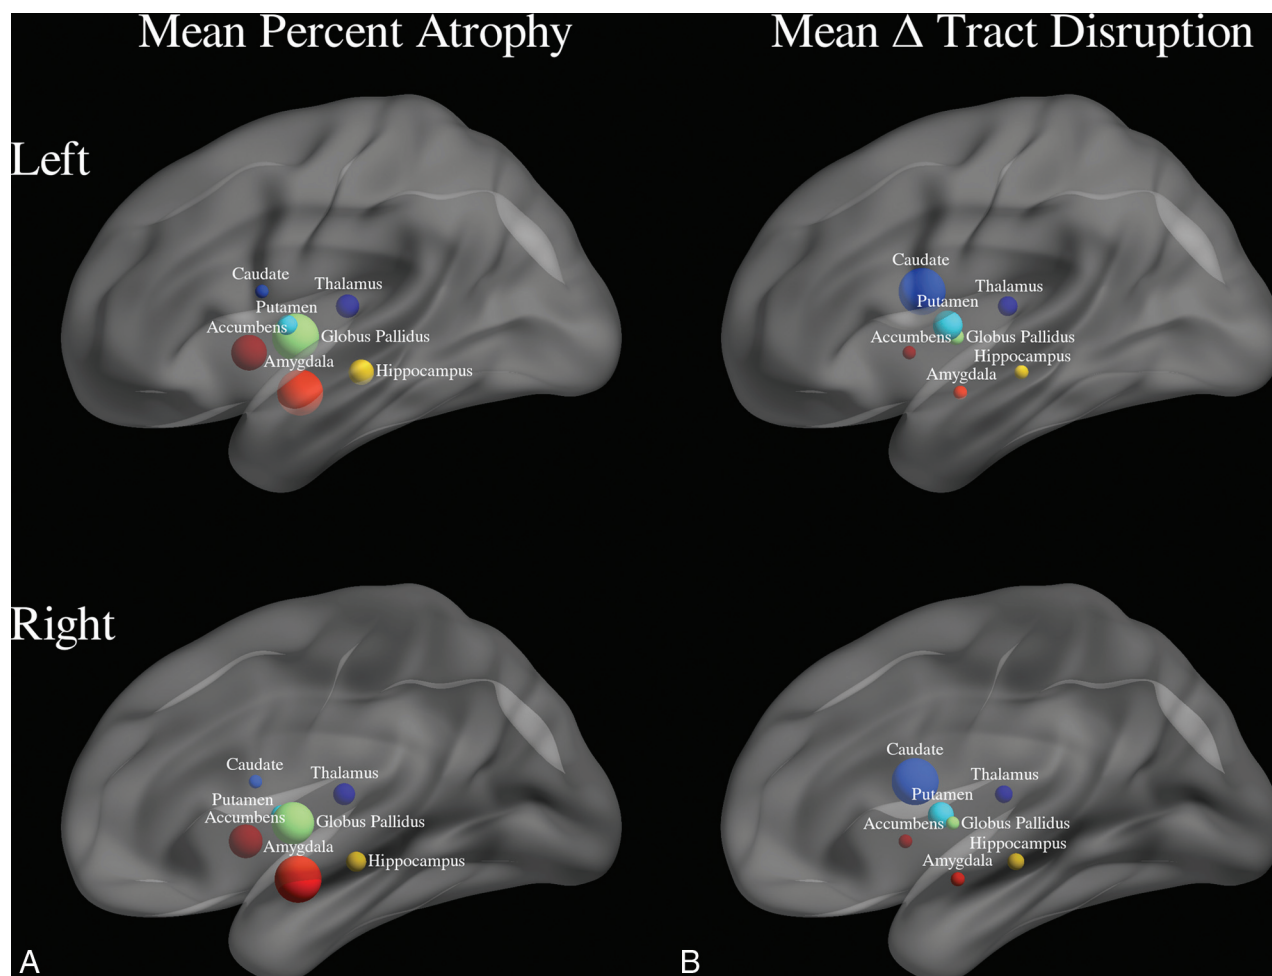 Mean Percent Atrophy
Mean Δ Tract Disruption
Left
Caudate
Thalamus
Putamen
Accumbens
Globus Pallidus
Amygdala
Hippocampus
Caudate
Thalamus
Putamen
Accumbens
Globus Pallidus
Hippocampus
Amygdala
Right
Caudate
Thalamus
Putamen
Accumbens
Globus Pallidus
Amygdala
Hippocampus
Caudate
Thalamus
Putamen
Accumbens
Globus Pallidus
Hippocampus
Amygdala
A
B